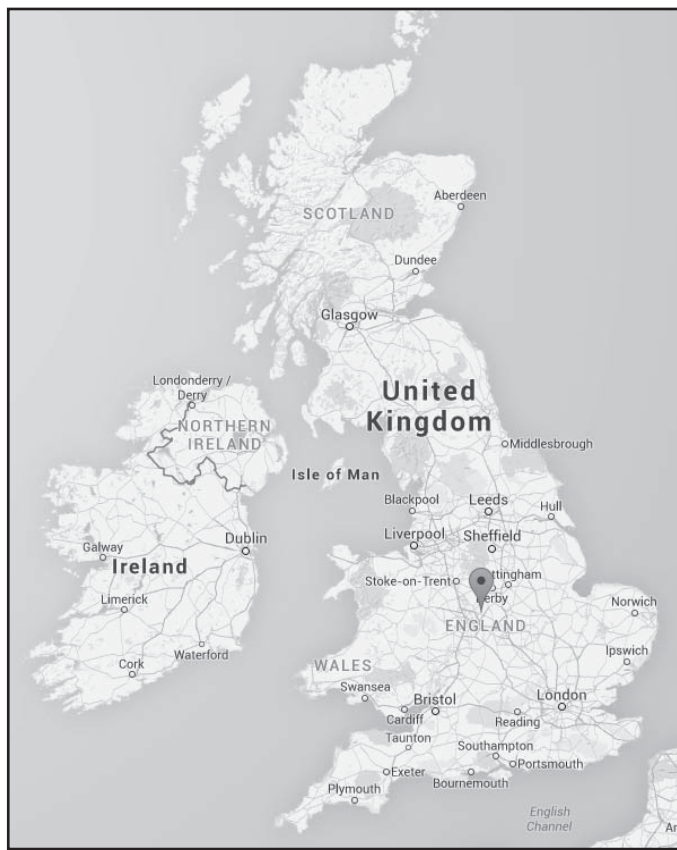 SCOTLAND
Aberdeen
Dundee
Glasgow
Londonderry /
Derry
NORTHERN
IRELAND
United
Kingdom
Middlesbrough
Isle of Man
Blackpool
Leeds
Hull
Liverpool
Sheffield
Dublin
Galway
Ireland
Stoke-on-Trent
ttingham
Derby
Limerick
ENGLAND
Norwich
Ipswich
Waterford
Cork
WALES
Swansea
Cardiff
Bristol
London
Reading
Taunton
Southampton
Portsmouth
Exeter
Bournemouth
Plymouth
English
Channel